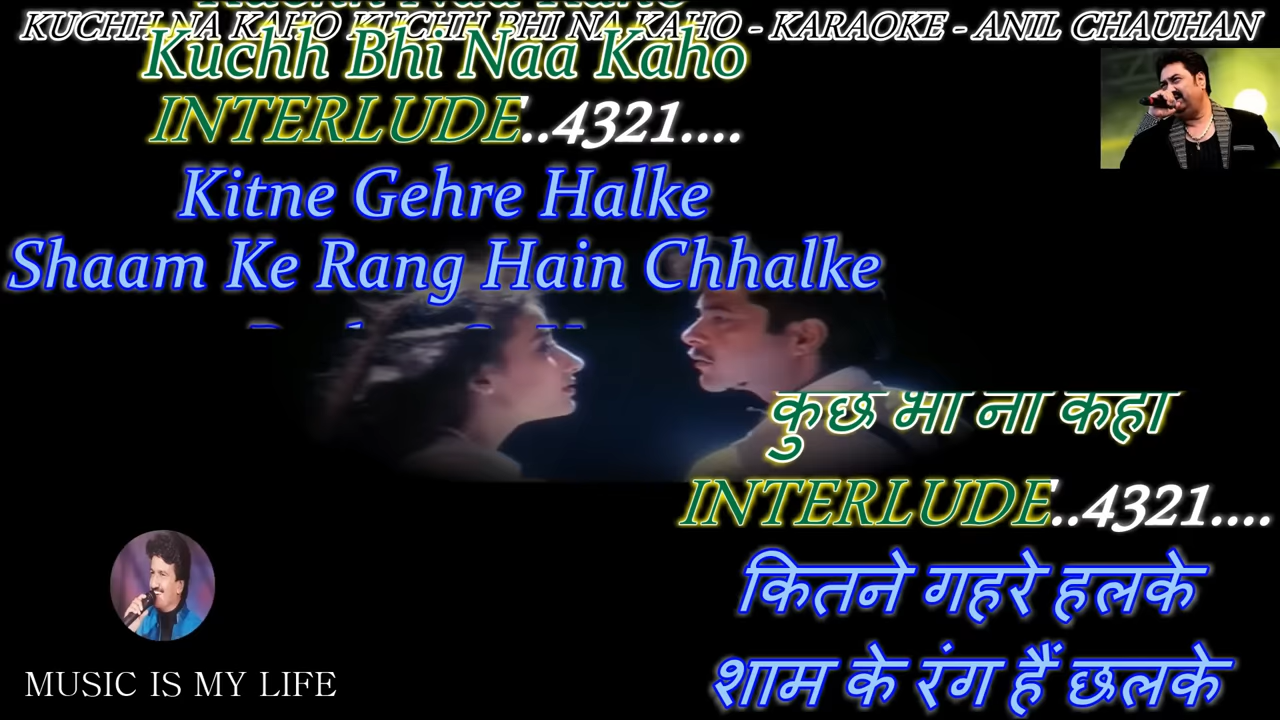 KUCHH NA KAHO KUCHH BHI NA KAHO - KARAOKE - ANIL CHAUHAN
Kuchh Bhi Naa Kaho
INTERLUDE..4321....
Kitne Gehre Halke
Shaam Ke Rang Hain Chhalke
कुछ भी ना कहो
INTERLUDE..4321....
कितने गहरे हलके
शाम के रंग हैं छलके
MUSIC IS MY LIFE